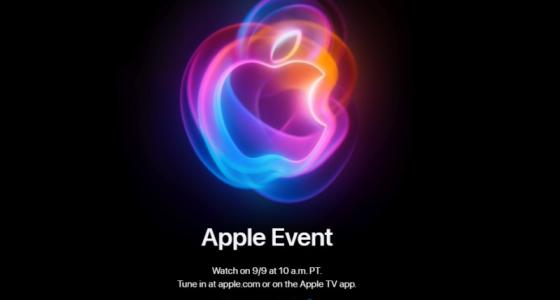 Apple Event
Watch on 9/9 at 10 a.m. PT.
Tune in at apple.com or on the Apple TV app.